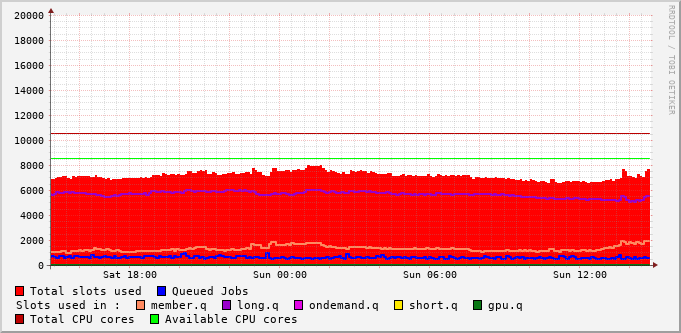 20000
18000
16000
14000
12000
10000
8000
6000
4000
2000
0
Sat 18:00 Sun 00:00 Sun 06:00 Sun 12:00
RRDTOOL / TOBI OETIKER
Total slots used Queued Jobs
Slots used in : member.q long.q ondemand.q short.q gpu.q
Total CPU cores Available CPU cores